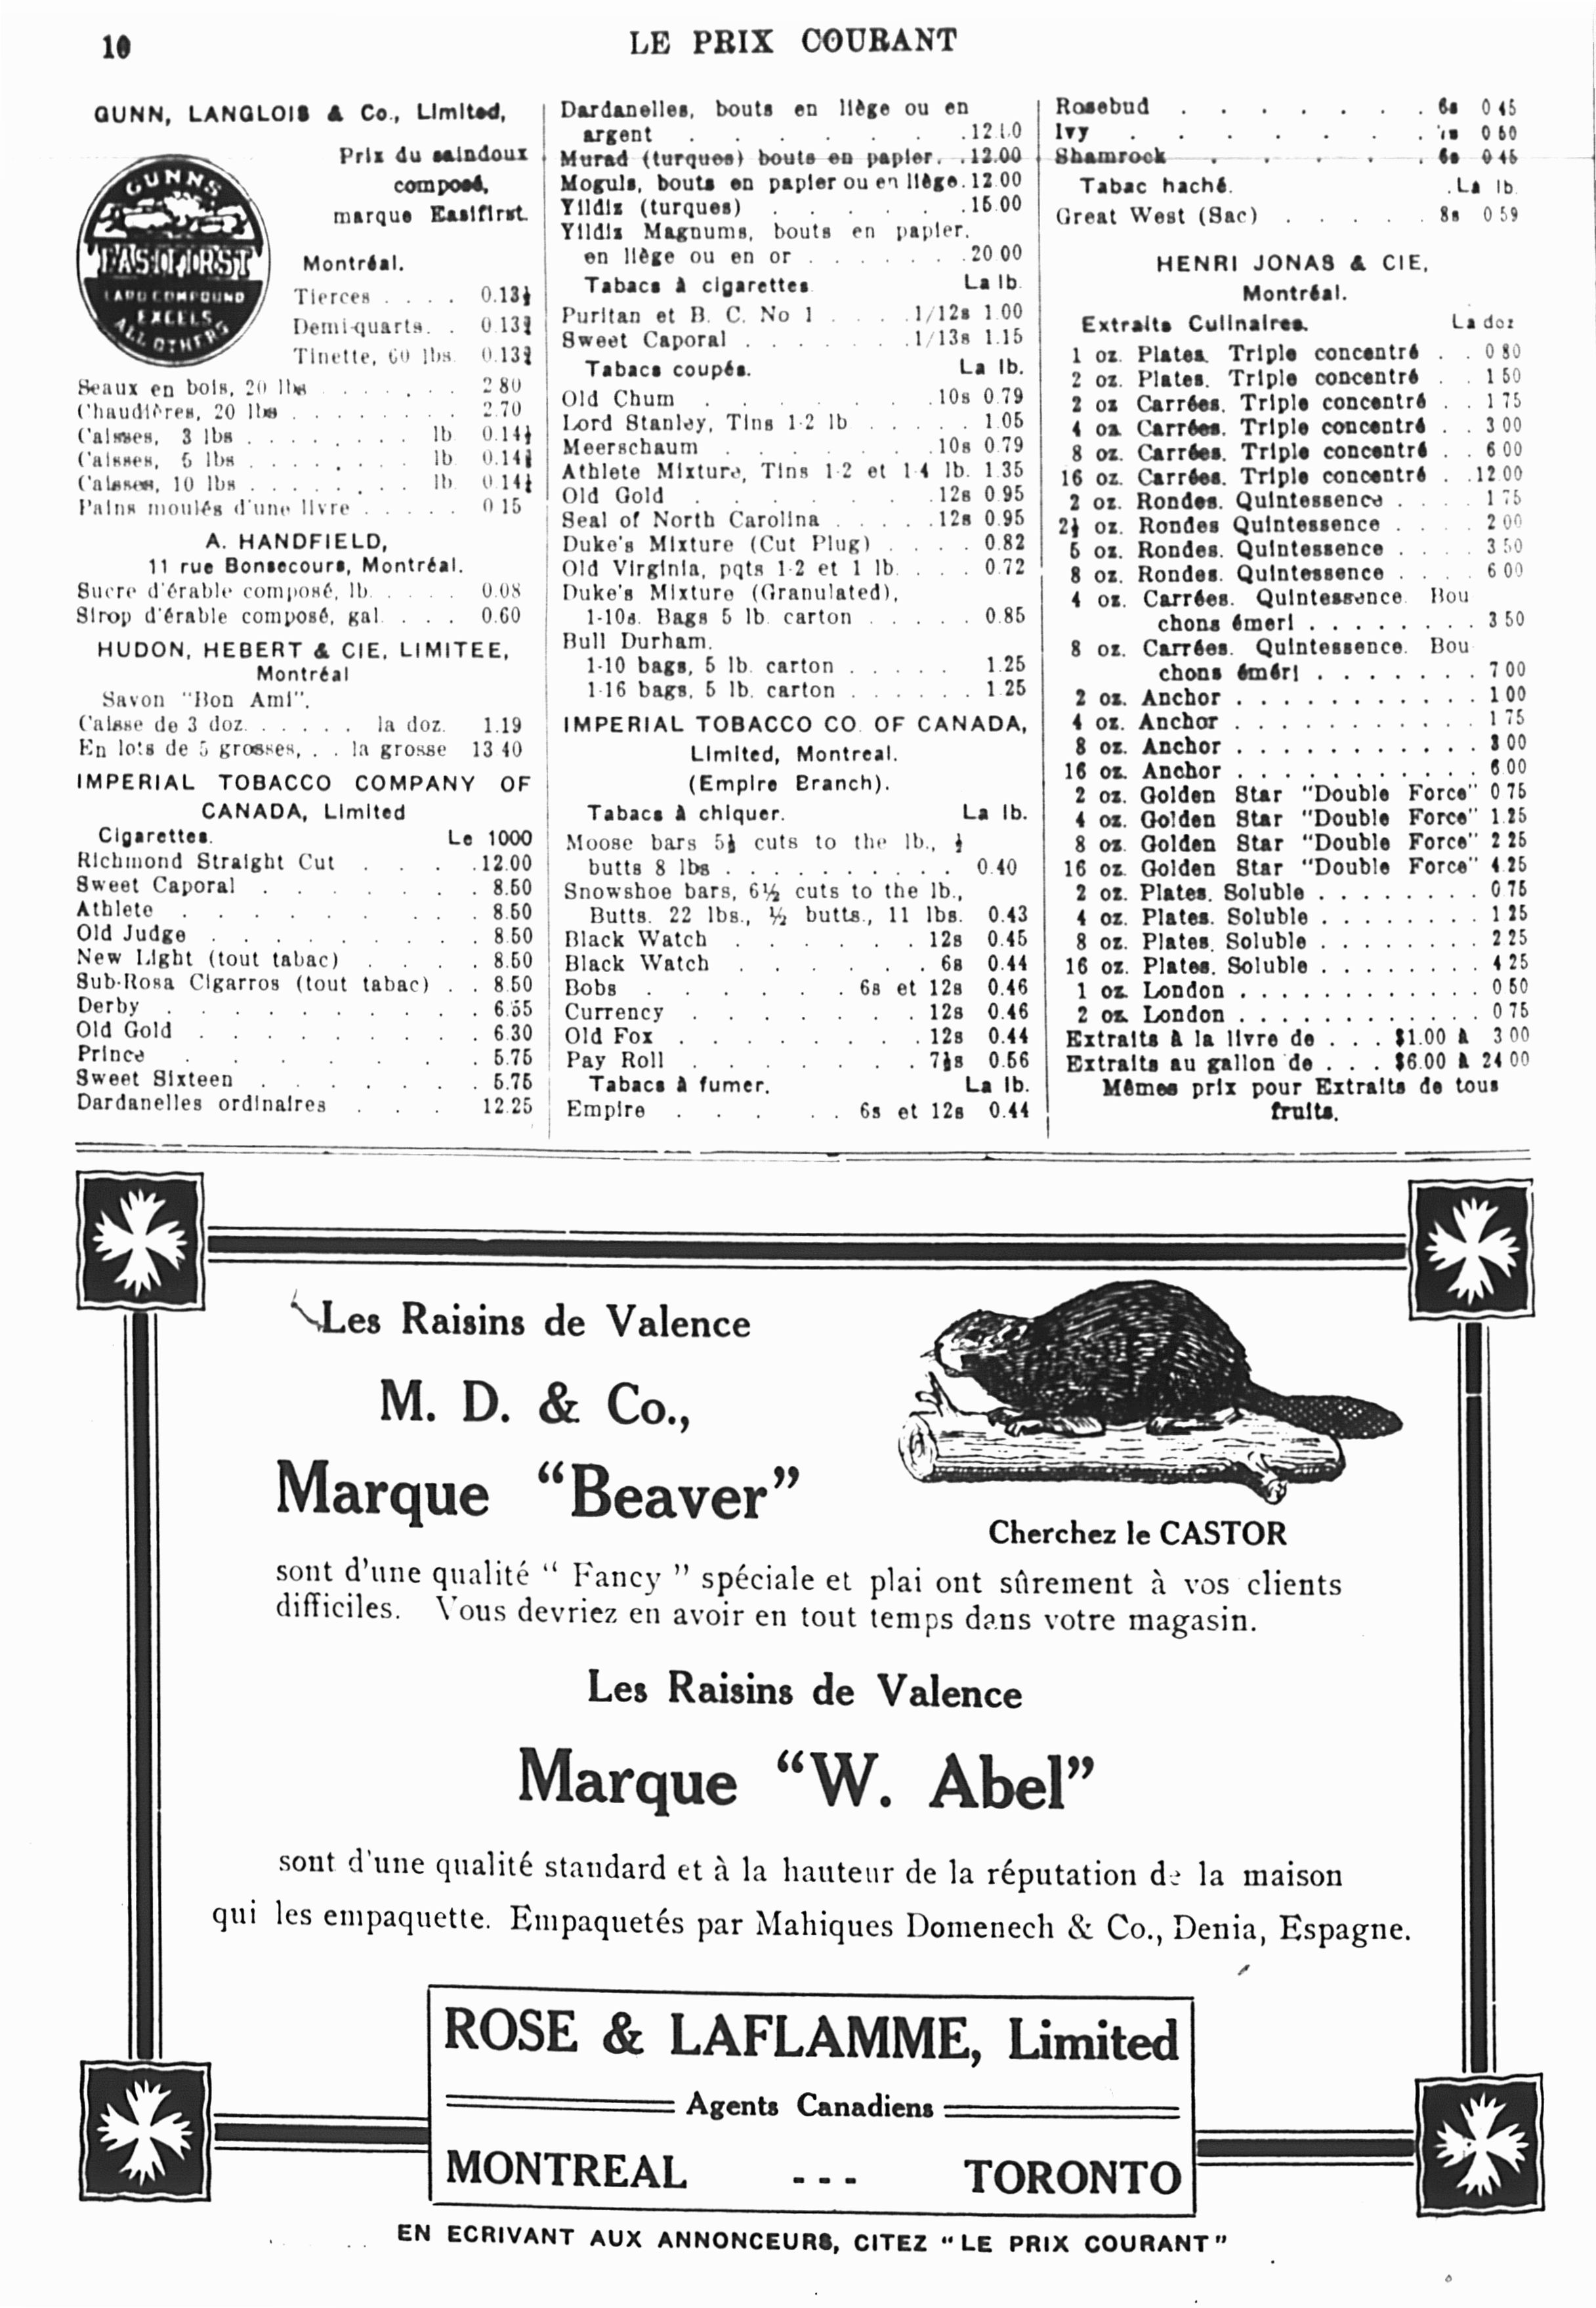 10
LE PRIX COURANT
GUNN, LANGLOIS & Co., Limited,
Prix du saindoux
composé,
marque Easifirst.
GUNNS
EASIFIRST
LARD COMPOUND
EXCELS
ALL OTHERS
Montréal.
Tierces . . . .
Demi-quarts. .
Tinette, 60 lbs.
Seaux en bois, 20 lbs . . . . . . 2 80
Chaudières, 20 lbs . . . . . . . . 2.70
Caisses, 3 lbs . . . . . . . . lb
Caisses, 5 lbs . . . . . . . . lb
Caisses, 10 lbs . . . . . . . . lb
Pains moulés d'une livre . . . . . 0 15
A. HANDFIELD,
11 rue Bonsecours, Montréal.
Sucre d'érable composé, lb. . . . . 0.08
Sirop d'érable composé, gal. . . . 0.60
HUDON, HEBERT & CIE, LIMITEE,
Montréal
Savon "Bon Ami".
Caisse de 3 doz. . . . . . la doz. 1.19
En lots de 5 grosses, . . la grosse 13 40
IMPERIAL TOBACCO COMPANY OF
CANADA, Limited
Cigarettes. Le 1000
Richmond Straight Cut . . . .12.00
Sweet Caporal . . . . . . . 8.50
Athlete . . . . . . . . . 8.50
Old Judge . . . . . . . . 8.50
New Light (tout tabac) . . . . 8.50
Sub-Rosa Cigarros (tout tabac) . . 8.50
Derby . . . . . . . . . 6.55
Old Gold . . . . . . . . 6.30
Prince . . . . . . . . 5.75
Sweet Sixteen . . . . . . . 5.75
Dardanelles ordinaires . . . 12.25
Dardanelles, bouts en liège ou en
argent . . . . . . . .
Murad (turques) bouts en papier. .12.00
Moguls, bouts en papier ou en liège.12.00
Yildiz (turques) . . . . . .15.00
Yildiz Magnums, bouts en papier.
en liège ou en or . . . . . . .20 00
Tabacs à cigarettes La lb.
Puritan et B. C. No 1 . . . .1/12s 1.00
Sweet Caporal . . . . . . .1/13s 1.15
Tabacs coupés. La lb.
Old Chum . . . . . . . .10s 0.79
Lord Stanley, Tins 1-2 lb . . . . . 1.05
Meerschaum . . . . . . .10s 0.79
Athlete Mixture, Tins 1-2 et 1-4 lb. 1.35
Old Gold . . . . . . . .12s 0.95
Seal of North Carolina . . . . .12s 0.95
Duke's Mixture (Cut Plug) . . . . 0.82
Old Virginia, pqts 1-2 et 1 lb. . . . 0.72
Duke's Mixture (Granulated),
1-10s. Bags 5 lb. carton . . . . . 0.85
Bull Durham.
1-10 bags, 5 lb. carton . . . . . 1.25
1-16 bags, 5 lb. carton . . . . . . 1.25
IMPERIAL TOBACCO CO. OF CANADA,
Limited, Montreal.
(Empire Branch).
Tabacs à chiquer. La lb.
Moose bars 5½ cuts to the lb., ½
butts 8 lbs . . . . . . . . . . 0.40
Snowshoe bars, 6½ cuts to the lb.,
Butts. 22 lbs., ½ butts., 11 lbs. 0.43
Black Watch . . . . . . 12s 0.45
Black Watch . . . . . . 6s 0.44
Bobs . . . . . . 6s et 12s 0.46
Currency . . . . . . . 12s 0.46
Old Fox . . . . . . . . 12s 0.44
Pay Roll . . . . . . . 7½s 0.56
Tabacs à fumer. La lb.
Empire . . . . . 6s et 12s 0.44
Rosebud . . . . . . . 6s 0 45
Ivy . . . . . . . 0 50
Shamrock . . . . . . 6s 0 45
Tabac haché. .La lb.
Great West (Sac) . . . . . 8s 0 59
HENRI JONAS & CIE,
Montréal.
Extraits Culinaires. La doz
1 oz. Plates. Triple concentré . . 0 80
2 oz. Plates. Triple concentré . . 1 50
2 oz Carrées. Triple concentré . . 1 75
4 oz. Carrées. Triple concentré . . 3 00
8 oz. Carrées. Triple concentré . . 6 00
16 oz. Carrées. Triple concentré . .12.00
2 oz. Rondes. Quintessence . . . . 1 75
2½ oz. Rondes Quintessence . . . . 2 00
5 oz. Rondes. Quintessence . . . . 3 50
8 oz. Rondes. Quintessence . . . . 6 00
4 oz. Carrées. Quintessence. Bou
chons émeri . . . . . . . . 3 50
8 oz. Carrées. Quintessence. Bou
chons éméri . . . . . . . 7 00
2 oz. Anchor . . . . . . . . . . . 1 00
4 oz. Anchor . . . . . . . . . . . 1 75
8 oz. Anchor . . . . . . . . . . . 3 00
16 oz. Anchor . . . . . . . . . . . 6.00
2 oz. Golden Star "Double Force" 0 75
4 oz. Golden Star "Double Force" 1.25
8 oz Golden Star "Double Force" 2 25
16 oz. Golden Star "Double Force" 4.25
2 oz. Plates. Soluble . . . . . . . . 0 75
4 oz. Plates. Soluble . . . . . . . . 1 25
8 oz. Plates. Soluble . . . . . . . . 2 25
16 oz. Plates. Soluble . . . . . . . . 4 25
1 oz. London . . . . . . . . . . . . 0 50
2 oz. London . . . . . . . . . . . . 0 75
Extraits à la livre de . . . $1.00 à 3 00
Extraits au gallon de . . . $6.00 à 24 00
Mêmes prix pour Extraits de tous
fruits.
Les Raisins de Valence
M. D. & Co.,
Marque "Beaver"
Cherchez le CASTOR
sont d'une qualité " Fancy " spéciale et plai ont sûrement à vos clients
difficiles. Vous devriez en avoir en tout temps dans votre magasin.
Les Raisins de Valence
Marque "W. Abel"
sont d'une qualité standard et à la hauteur de la réputation de la maison
qui les empaquette. Empaquetés par Mahiques Domenech & Co., Denia, Espagne.
ROSE & LAFLAMME, Limited
Agents Canadiens
MONTREAL - - - TORONTO
EN ECRIVANT AUX ANNONCEURS, CITEZ "LE PRIX COURANT"